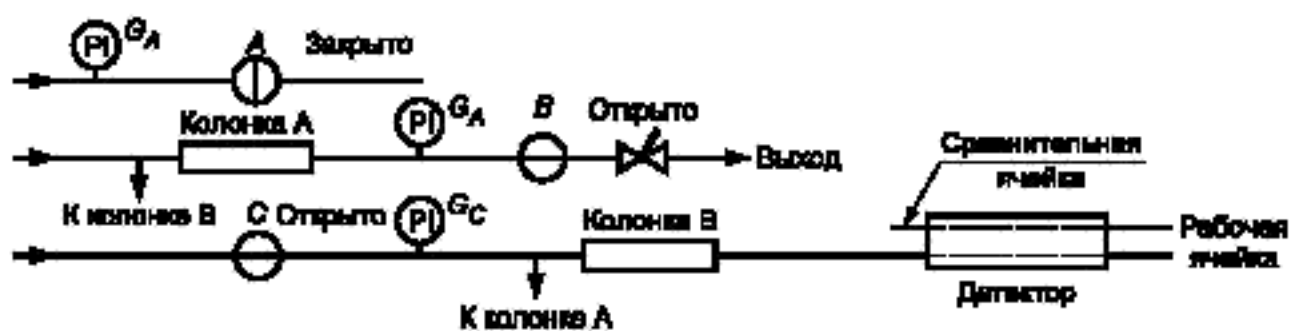 PI G_A A Закрыто
Колонка А PI G_A B Открыто
Выход
Сравнительная
ячейка
К колонке В C Открыто PI G_C Колонка В
Рабочая
ячейка
К колонке А Детектор